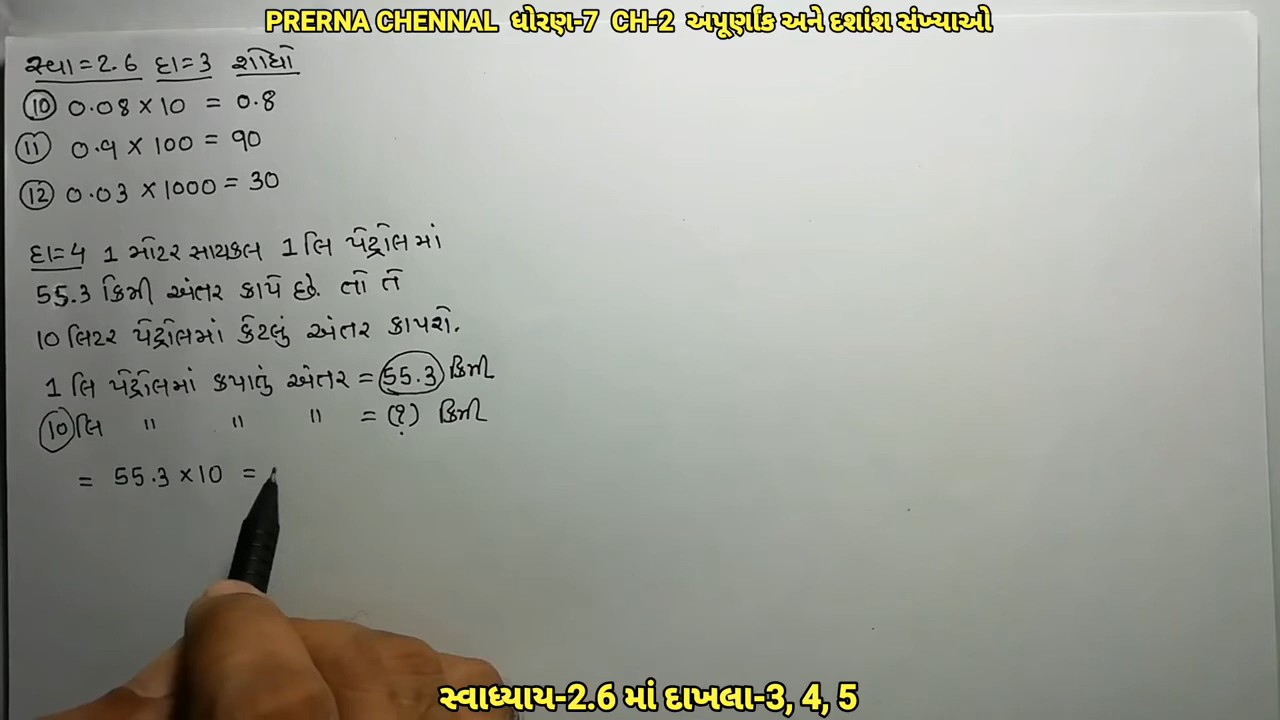 PRERNA CHENNAL ધોરણ-7 CH-2 અપૂર્ણાંક અને દશાંશ સંખ્યાઓ
સ્વા=2.6 દા=3 શોધો
(10) 0.08 × 10 = 0.8
(11) 0.9 × 100 = 90
(12) 0.03 × 1000 = 30
દા=4 1 મોટર સાયકલ 1 લિ પેટ્રોલમાં
55.3 કિમી અંતર કાપે છે. તો તે
10 લિટર પેટ્રોલમાં કેટલું અંતર કાપશે.
1 લિ પેટ્રોલમાં કપાતું અંતર = 55.3 કિમી
10 લિ " " " = (?) કિમી
= 55.3 × 10 =
સ્વાધ્યાય-2.6 માં દાખલા-3, 4, 5